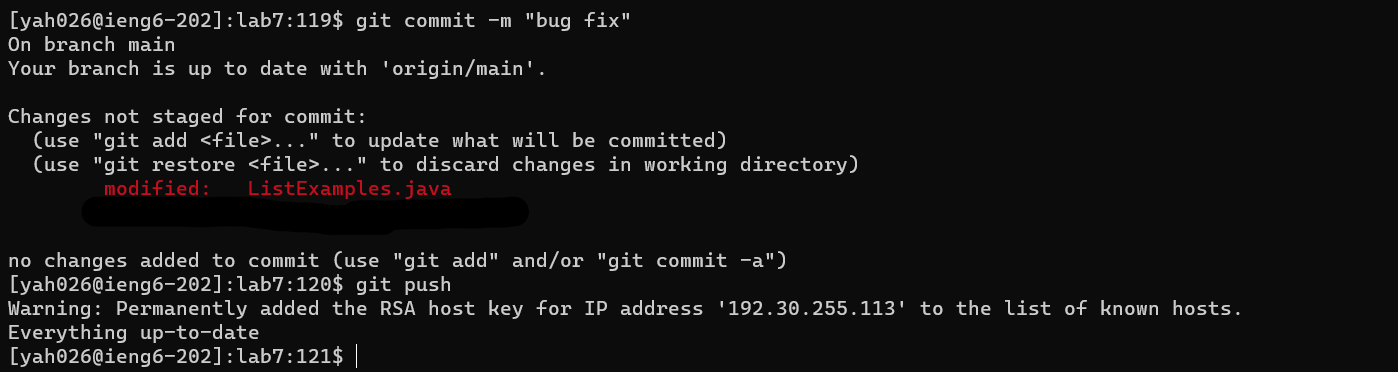 [yah026@ieng6-202]:lab7:119$ git commit -m "bug fix"
On branch main
Your branch is up to date with 'origin/main'.
Changes not staged for commit:
  (use "git add <file>..." to update what will be committed)
  (use "git restore <file>..." to discard changes in working directory)
        modified:   ListExamples.java
no changes added to commit (use "git add" and/or "git commit -a")
[yah026@ieng6-202]:lab7:120$ git push
Warning: Permanently added the RSA host key for IP address '192.30.255.113' to the list of known hosts.
Everything up-to-date
[yah026@ieng6-202]:lab7:121$